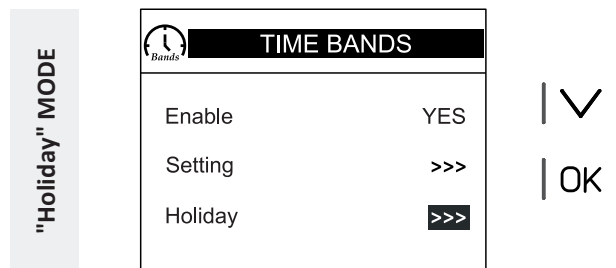 "Holiday" MODE
Bands
TIME BANDS
Enable YES
Setting >>>
Holiday >>>
OK